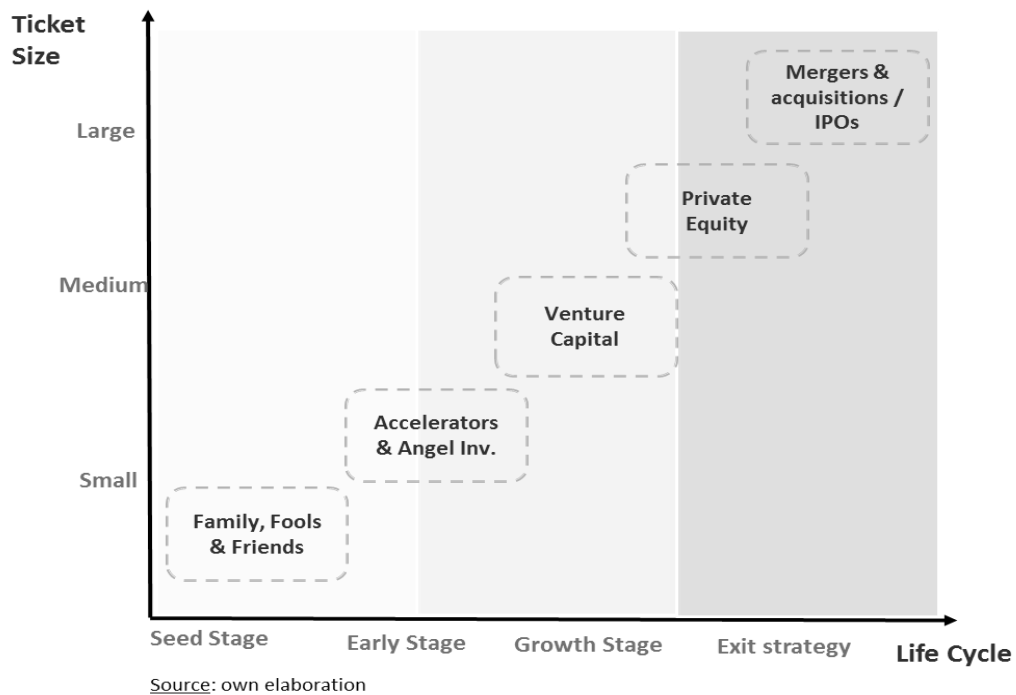 Ticket
Size
Mergers &
acquisitions /
IPOs
Large
Private
Equity
Medium
Venture
Capital
Accelerators
& Angel Inv.
Small
Family, Fools
& Friends
Seed Stage
Early Stage
Growth Stage
Exit strategy
Life Cycle
Source: own elaboration